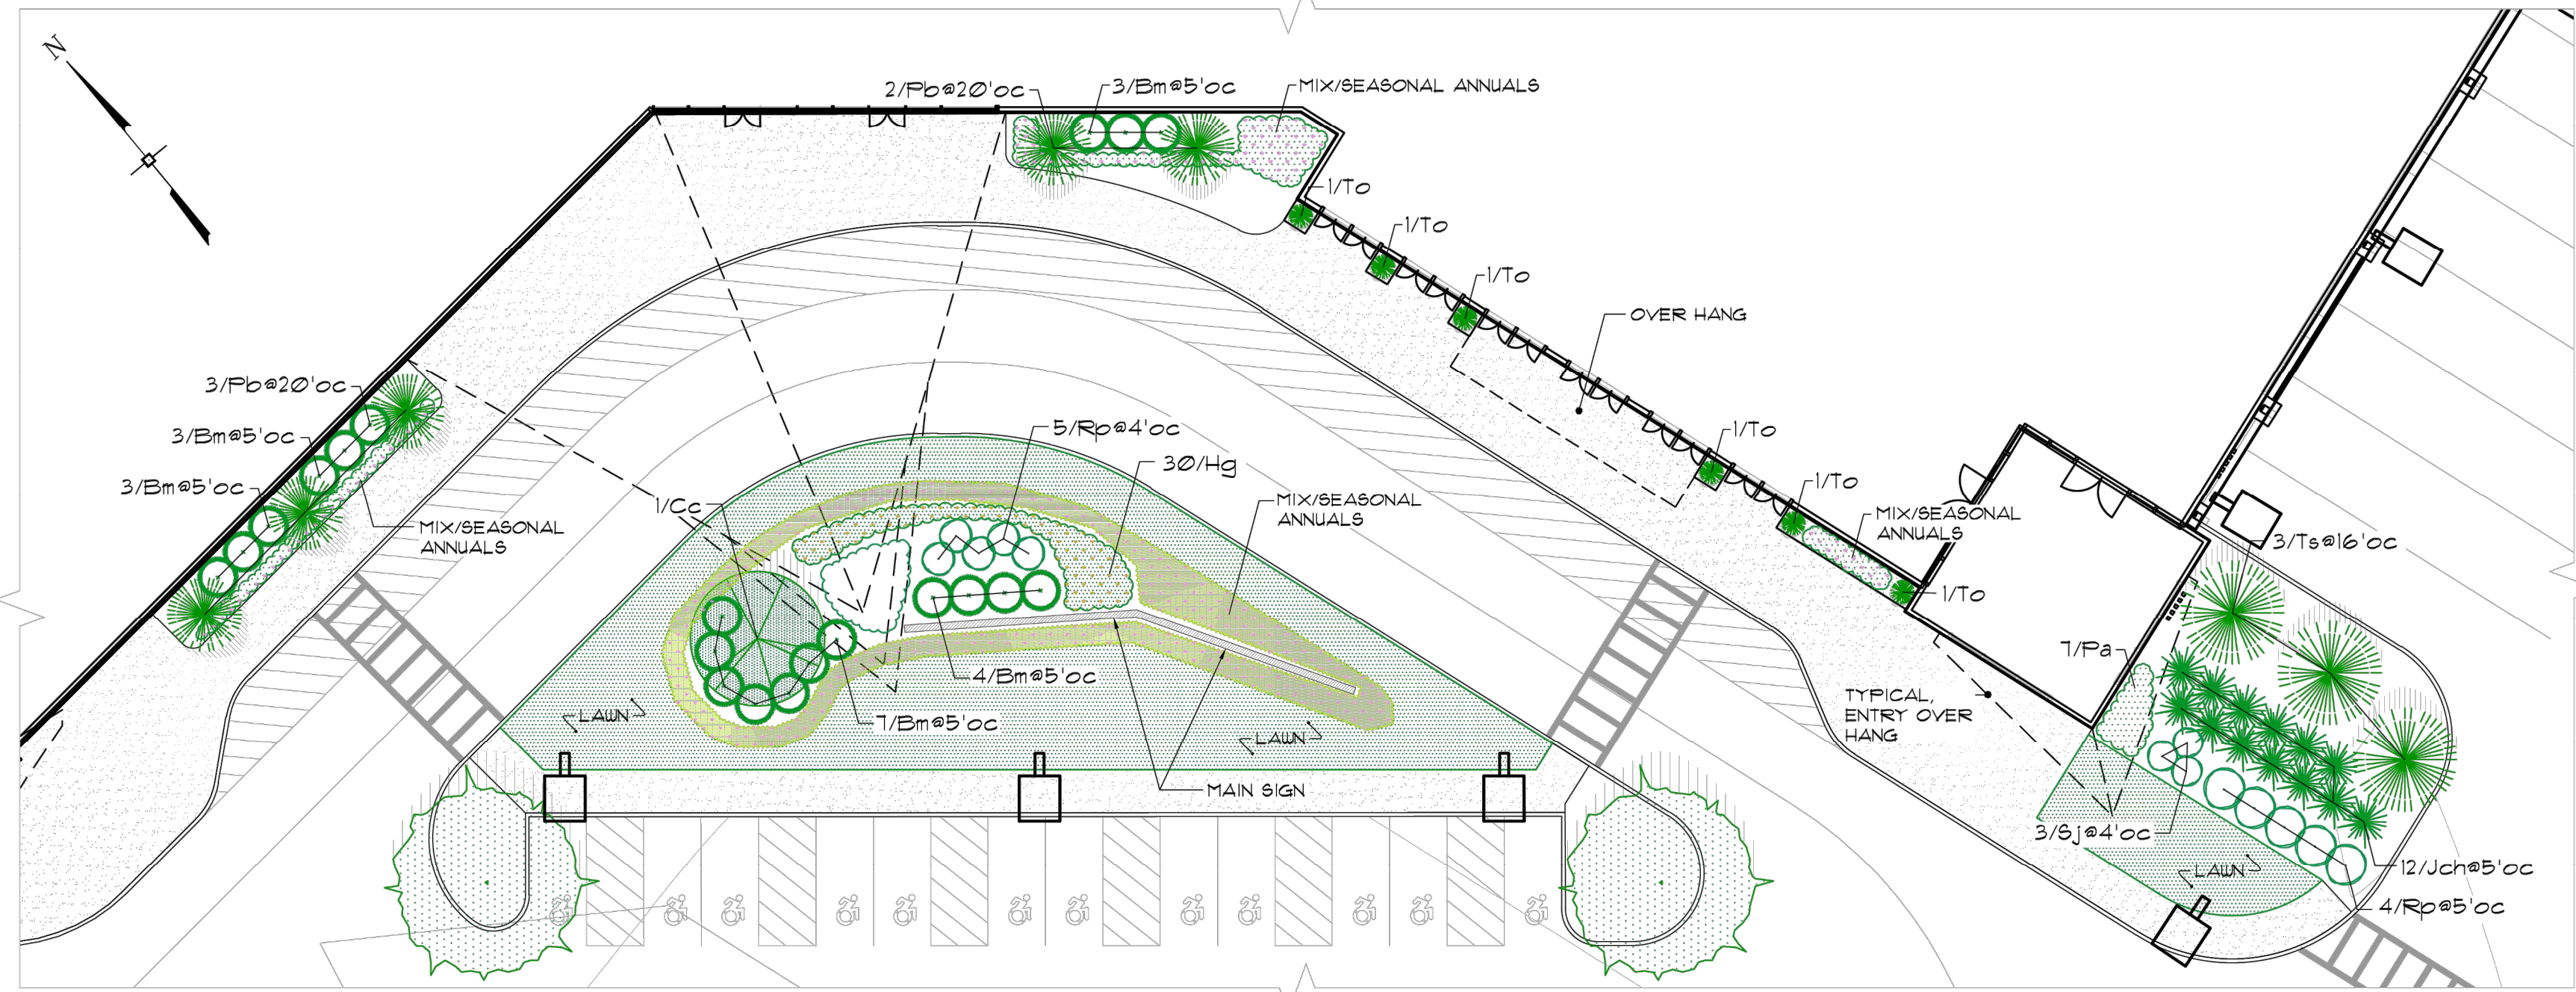 N
2/Pb@20'oc
3/Bm@5'oc
MIX/SEASONAL ANNUALS
1/To
1/To
1/To
OVER HANG
3/Pb@20'oc
3/Bm@5'oc
3/Bm@5'oc
MIX/SEASONAL
ANNUALS
5/Rp@4'oc
30/Hg
1/Cc
MIX/SEASONAL
ANNUALS
1/To
1/To
MIX/SEASONAL
ANNUALS
1/To
3/Ts@16'oc
7/Pa
4/Bm@5'oc
7/Bm@5'oc
LAWN
LAWN
MAIN SIGN
TYPICAL,
ENTRY OVER
HANG
3/Sj@4'oc
LAWN
12/Jch@5'oc
4/Rp@5'oc